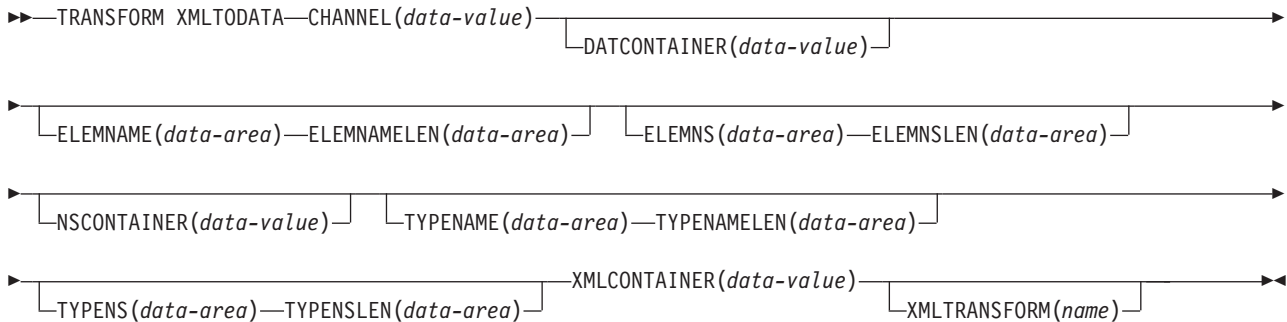 TRANSFORM XMLTODATA CHANNEL(data-value)
DATCONTAINER(data-value)
ELEMNAME(data-area) ELEMNAMELEN(data-area) ELEMNS(data-area) ELEMNSLEN(data-area)
NSCONTAINER(data-value) TYPENAME(data-area) TYPENAMELEN(data-area)
XMLCONTAINER(data-value)
TYPENS(data-area) TYPENSLEN(data-area) XMLTRANSFORM(name)